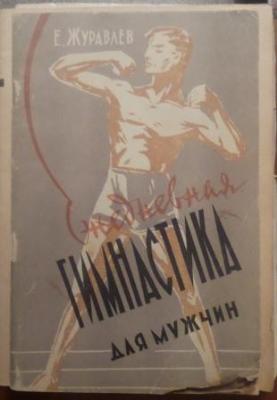 Е. ЖУРАВЛЕВ
Ежедневная
ГИМНАСТИКА
ДЛЯ МУЖЧИН